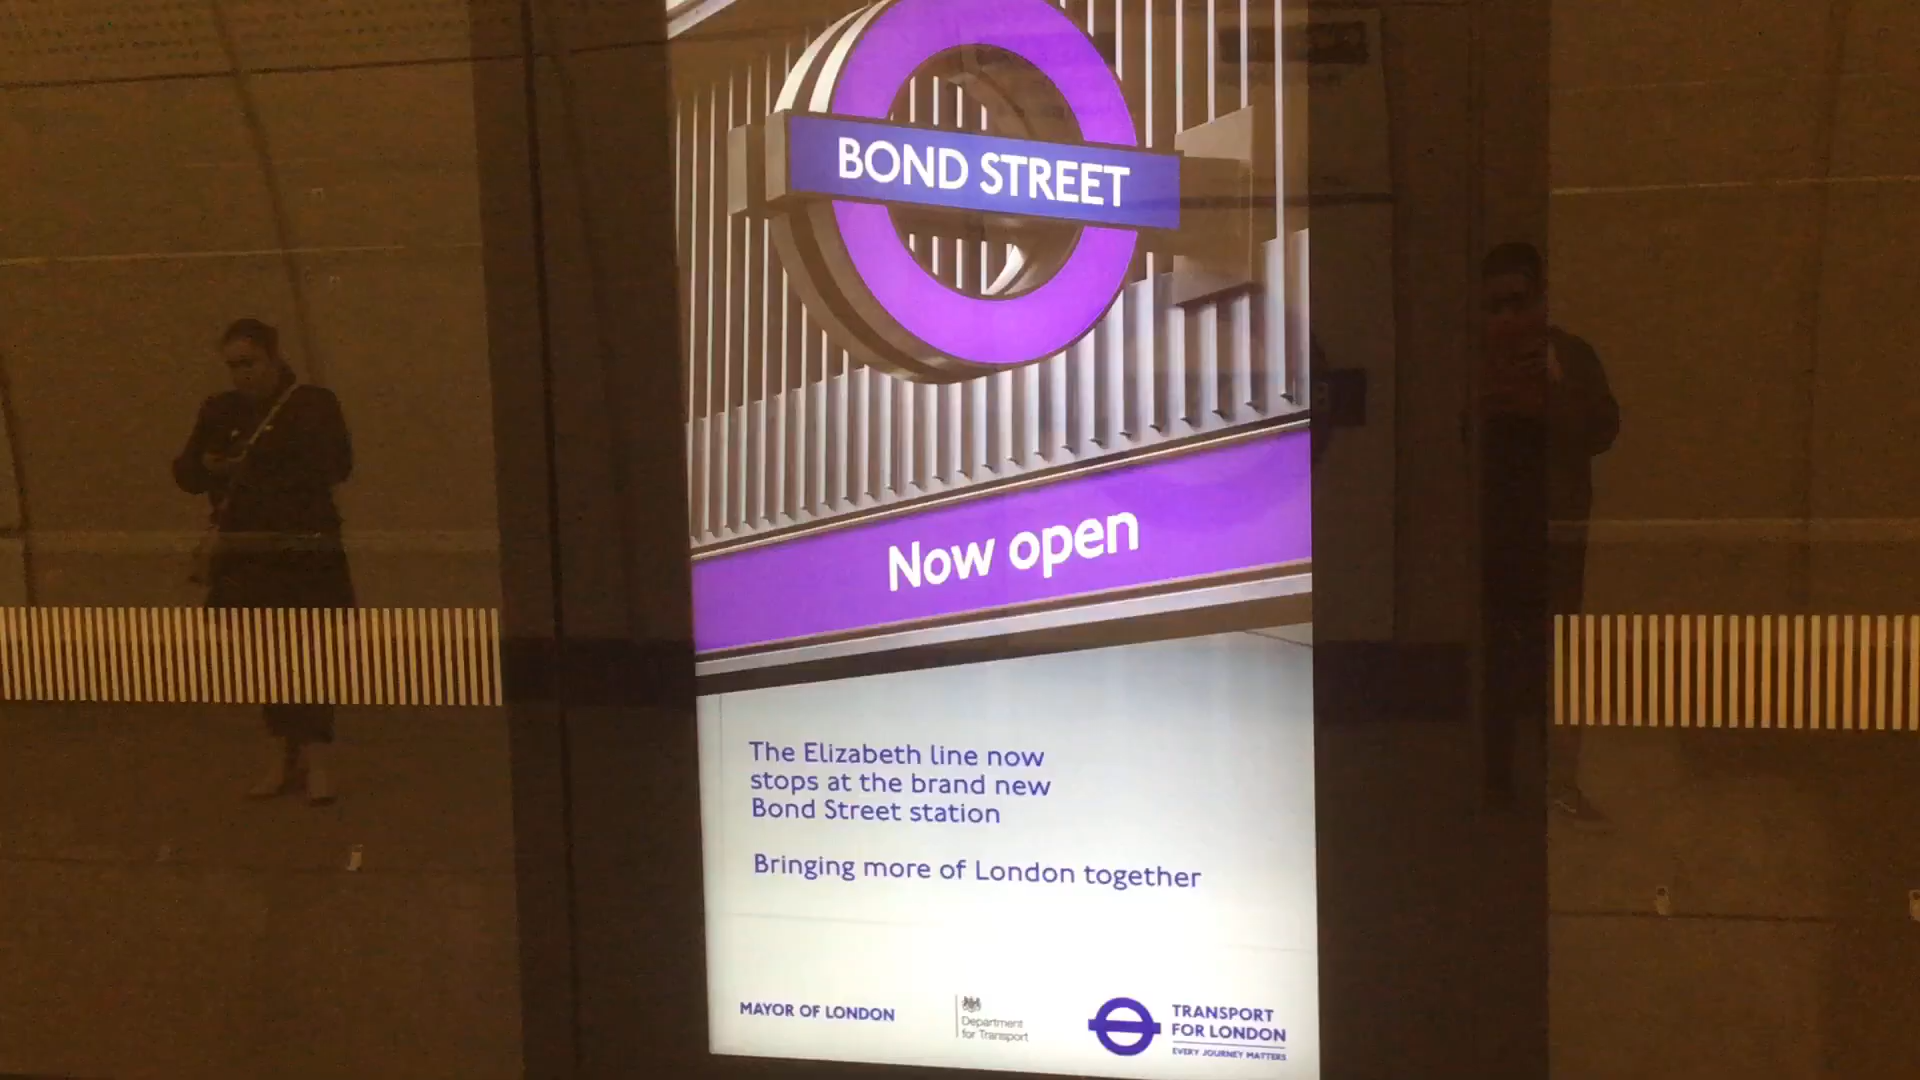 BOND STREET
Now open
The Elizabeth line now
stops at the brand new
Bond Street station
Bringing more of London together
MAYOR OF LONDON
Department
for Transport
TRANSPORT
FOR LONDON
EVERY JOURNEY MATTERS